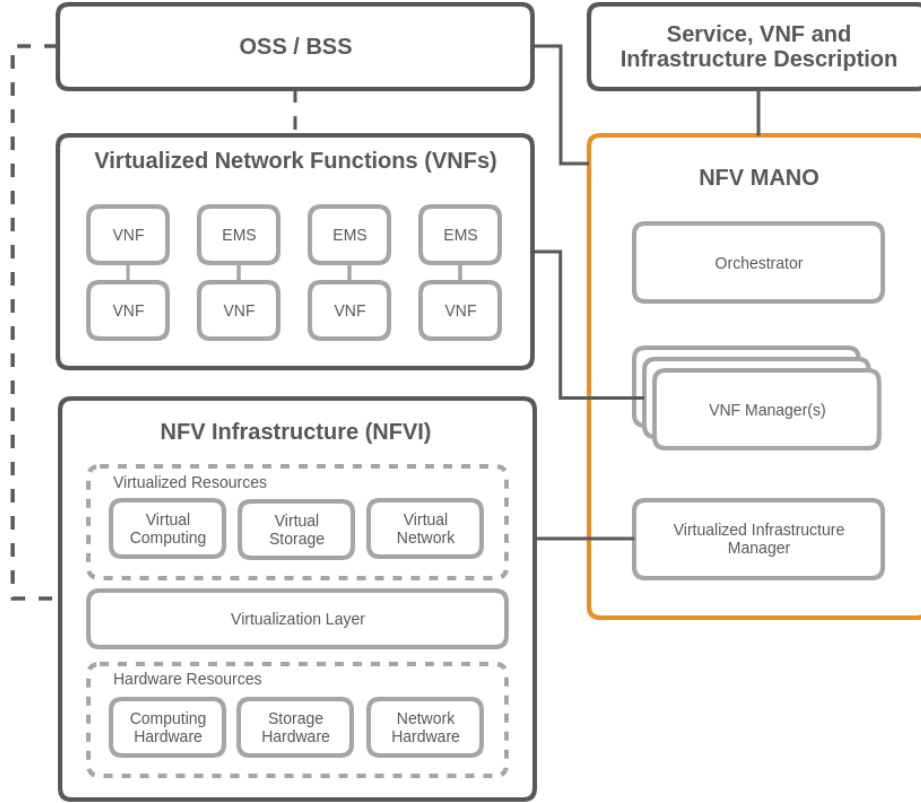 OSS / BSS
Service, VNF and
Infrastructure Description
Virtualized Network Functions (VNFs)
VNF
EMS
EMS
EMS
VNF
VNF
VNF
VNF
NFV MANO
Orchestrator
VNF Manager(s)
Virtualized Infrastructure
Manager
NFV Infrastructure (NFVI)
Virtualized Resources
Virtual
Computing
Virtual
Storage
Virtual
Network
Virtualization Layer
Hardware Resources
Computing
Hardware
Storage
Hardware
Network
Hardware